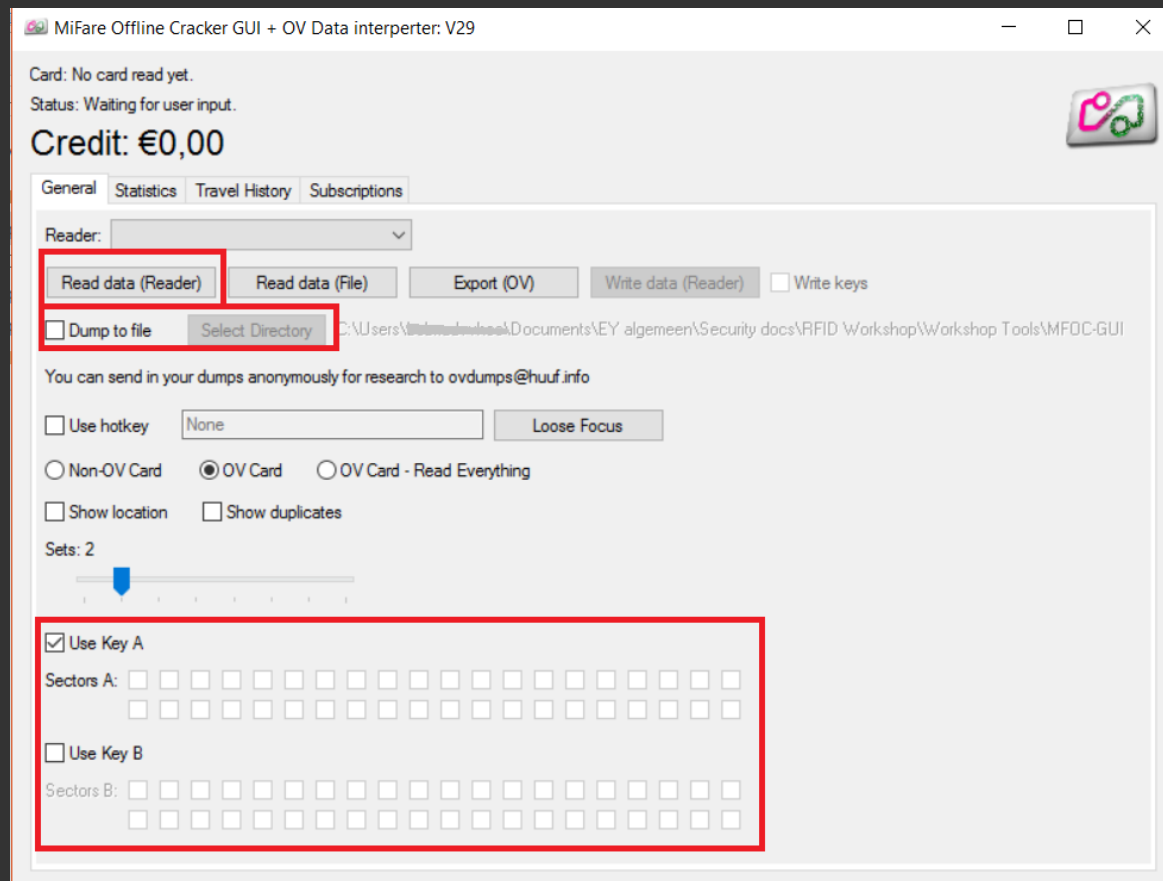 MiFare Offline Cracker GUI + OV Data interperter: V29
Card: No card read yet.
Status: Waiting for user input.
Credit: €0,00
General Statistics Travel History Subscriptions
Reader:
Read data (Reader) Read data (File) Export (OV) Write data (Reader) Write keys
Dump to file Select Directory C:\Users\ \Documents\EY algemeen\Security docs\RFID Workshop\Workshop Tools\MFOC-GUI
You can send in your dumps anonymously for research to ovdumps@huuf.info
Use hotkey None Loose Focus
Non-OV Card OV Card OV Card - Read Everything
Show location Show duplicates
Sets: 2
Use Key A
Sectors A:
Use Key B
Sectors B: